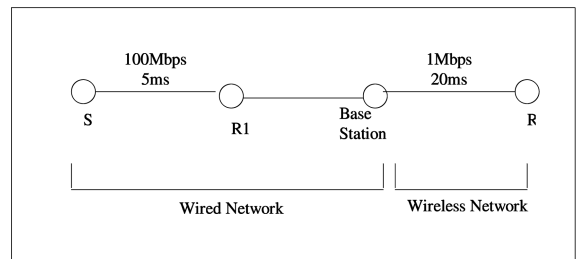 100Mbps
5ms
1Mbps
20ms
S
R1
Base
Station
R
Wired Network
Wireless Network